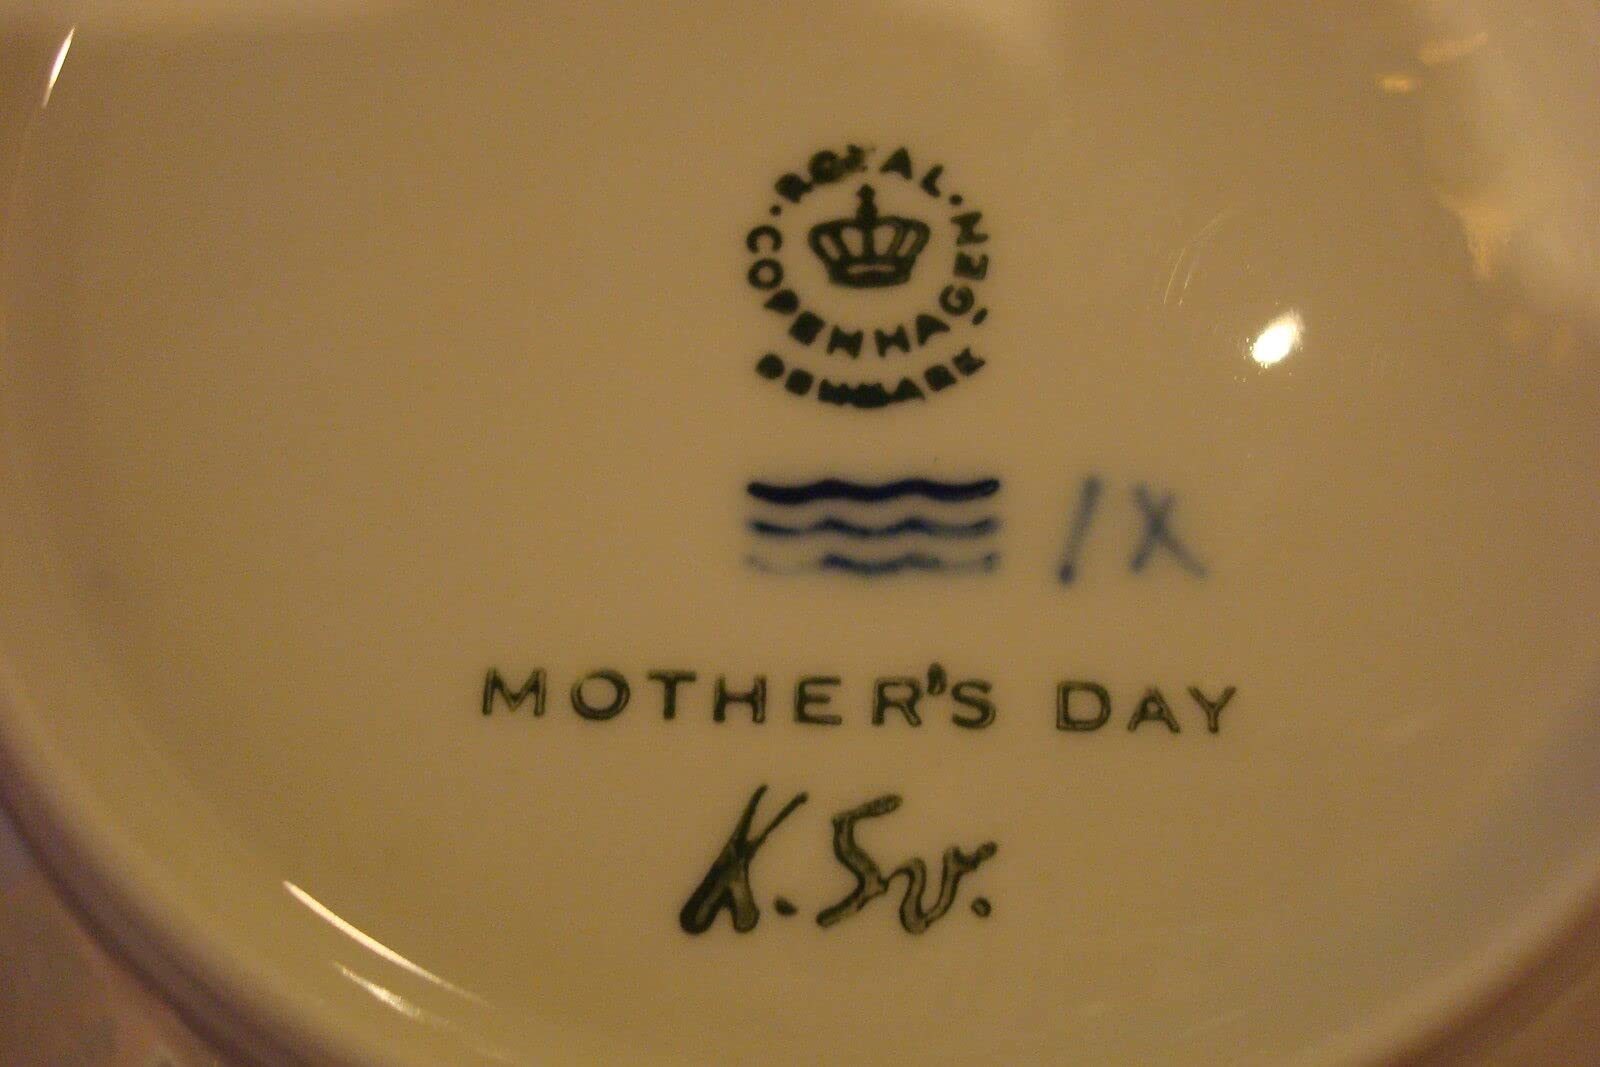 ROYAL
COPENHAGEN
DENMARK
IX
MOTHER'S DAY
K. Sv.